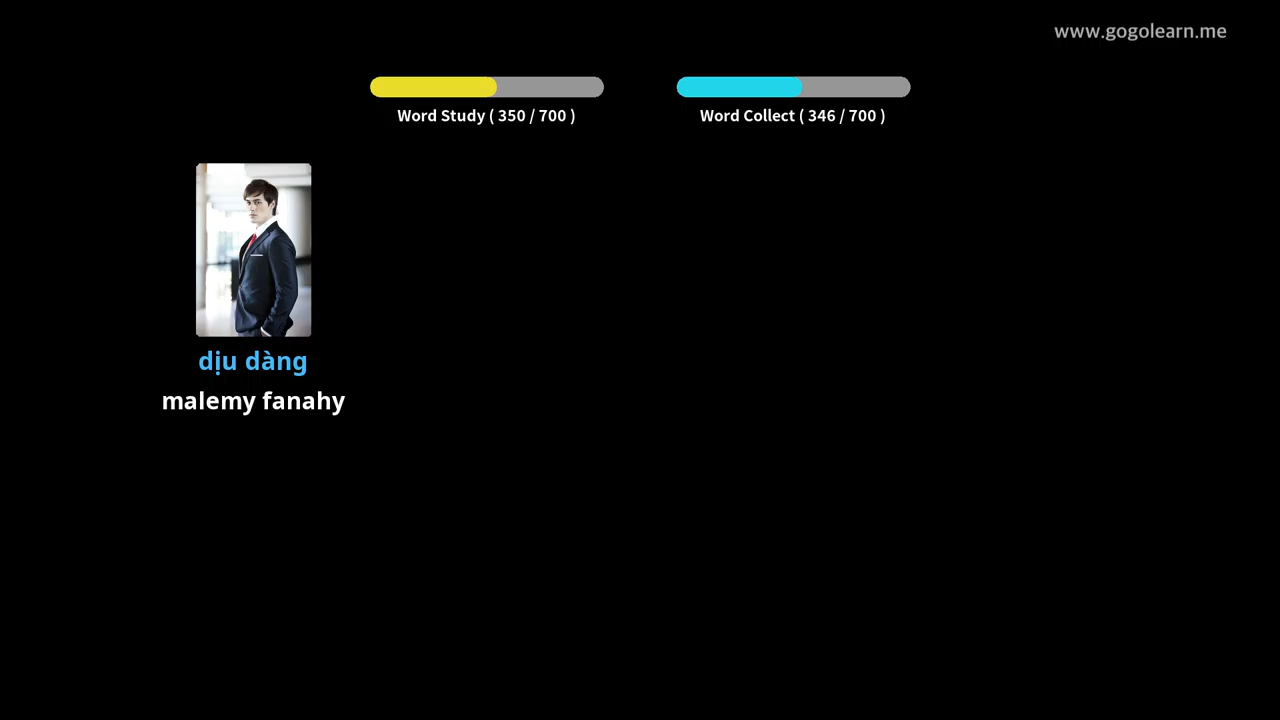 www.gogolearn.me
Word Study ( 350 / 700 )
Word Collect ( 346 / 700 )
dịu dàng
malemy fanahy